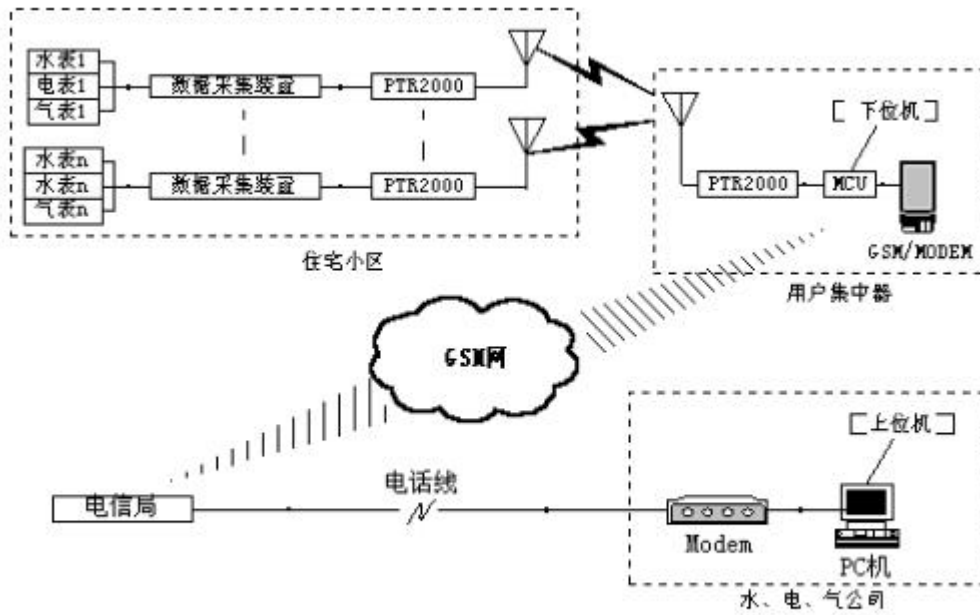 水表1
电表1
气表1
数据采集装置
PTR2000
水表n
水表n
气表n
数据采集装置
PTR2000
住宅小区
下位机
PTR2000
MCU
GSM/MODEM
用户集中器
GSM网
上位机
电信局
电话线
Modem
PC机
水、电、气公司